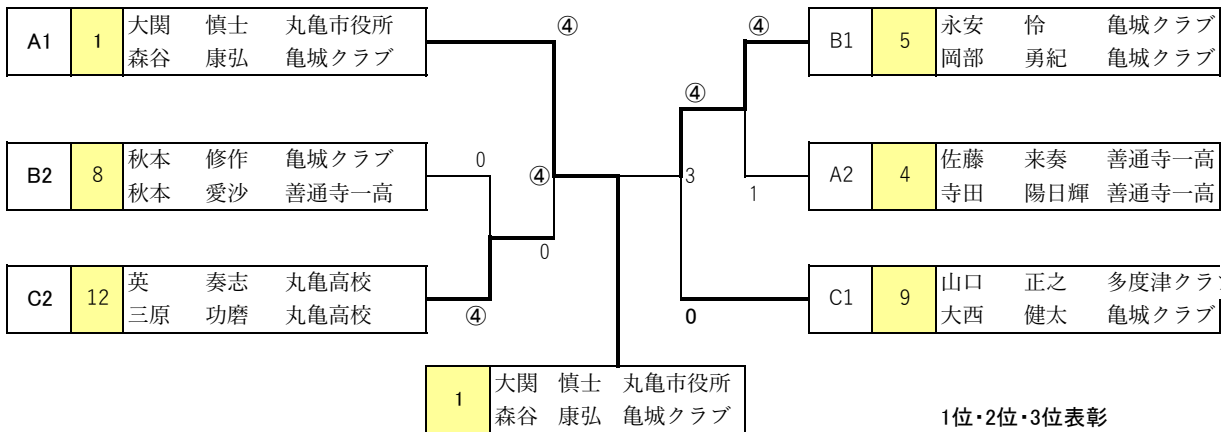 ④ ④
A1 1 大関 慎士 丸亀市役所
森谷 康弘 亀城クラブ
B1 5 永安 怜 亀城クラブ
岡部 勇紀 亀城クラブ
④
B2 8 秋本 修作 亀城クラブ
秋本 愛沙 善通寺一高
0 ④ 3 1
A2 4 佐藤 来奏 善通寺一高
寺田 陽日輝 善通寺一高
0
C2 12 英 奏志 丸亀高校
三原 功磨 丸亀高校
④ 0
C1 9 山口 正之 多度津クラ
大西 健太 亀城クラブ
1 大関 慎士 丸亀市役所
森谷 康弘 亀城クラブ
1位・2位・3位表彰